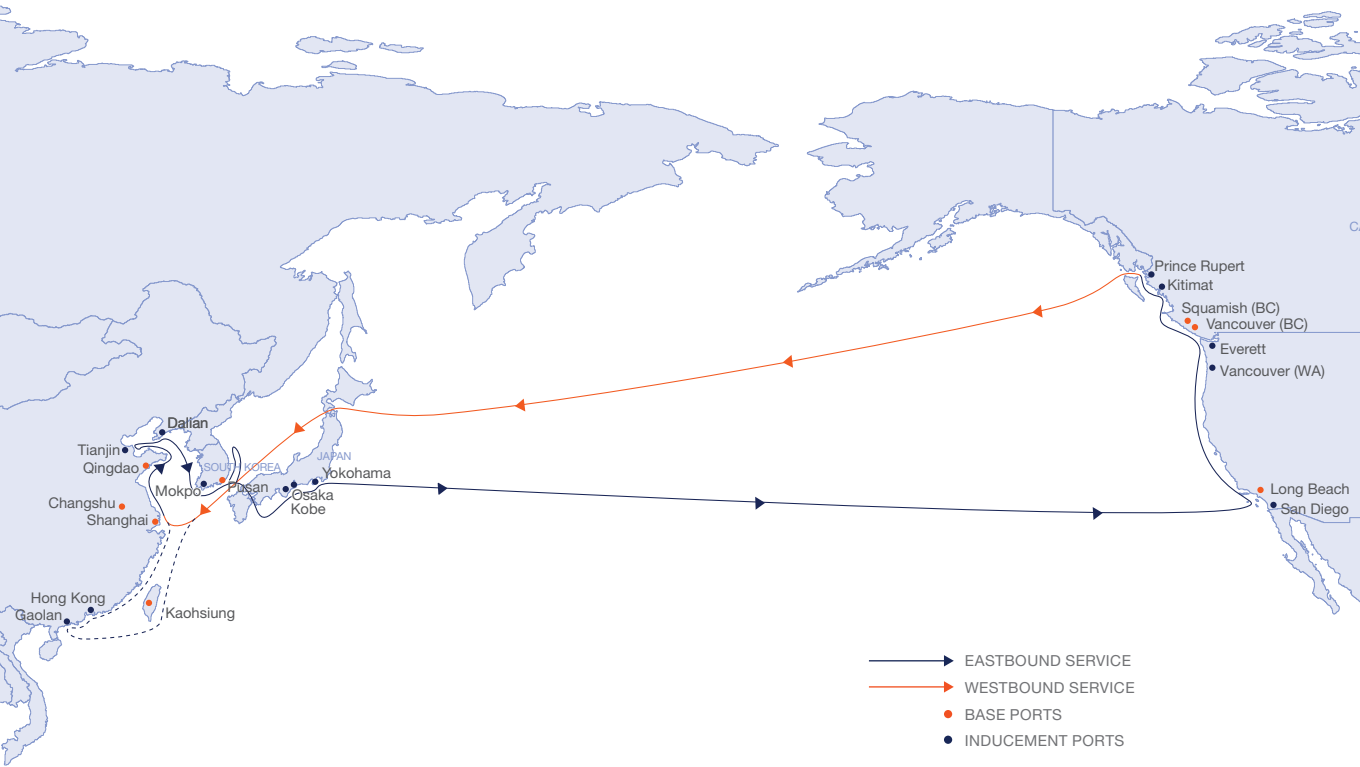 CA
Prince Rupert
Kitimat
Squamish (BC)
Vancouver (BC)
Everett
Vancouver (WA)
Dalian
Tianjin
Qingdao
SOUTH KOREA
JAPAN
Yokohama
Mokpo
Pusan
Osaka
Kobe
Changshu
Shanghai
Long Beach
San Diego
Hong Kong
Gaolan
Kaohsiung
EASTBOUND SERVICE
WESTBOUND SERVICE
BASE PORTS
INDUCEMENT PORTS